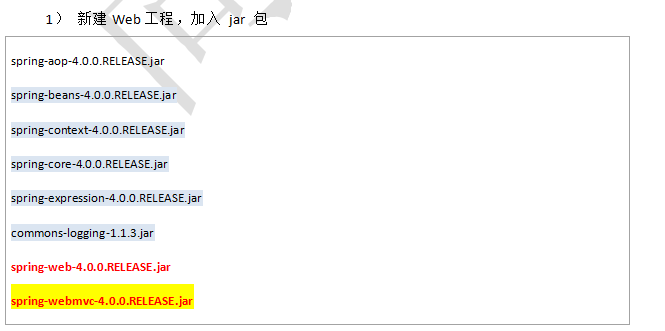 1） 新建 Web 工程，加入 jar 包
spring-aop-4.0.0.RELEASE.jar
spring-beans-4.0.0.RELEASE.jar
spring-context-4.0.0.RELEASE.jar
spring-core-4.0.0.RELEASE.jar
spring-expression-4.0.0.RELEASE.jar
commons-logging-1.1.3.jar
spring-web-4.0.0.RELEASE.jar
spring-webmvc-4.0.0.RELEASE.jar